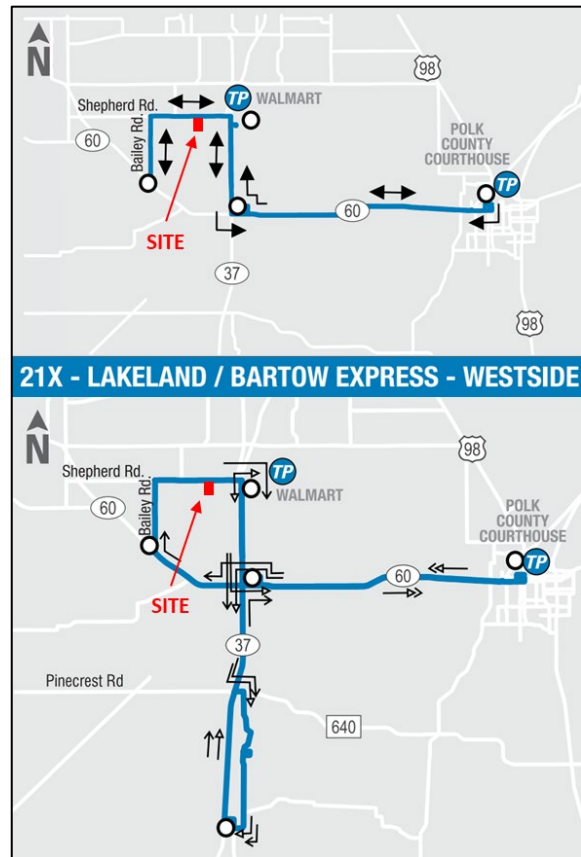 N
98
Shepherd Rd.
TP
WALMART
60
Bailey Rd.
POLK
COUNTY
COURTHOUSE
TP
60
SITE
37
98
21X - LAKELAND / BARTOW EXPRESS - WESTSIDE
N
98
Shepherd Rd.
TP
WALMART
60
Bailey Rd.
POLK
COUNTY
COURTHOUSE
TP
60
SITE
37
Pinecrest Rd
640